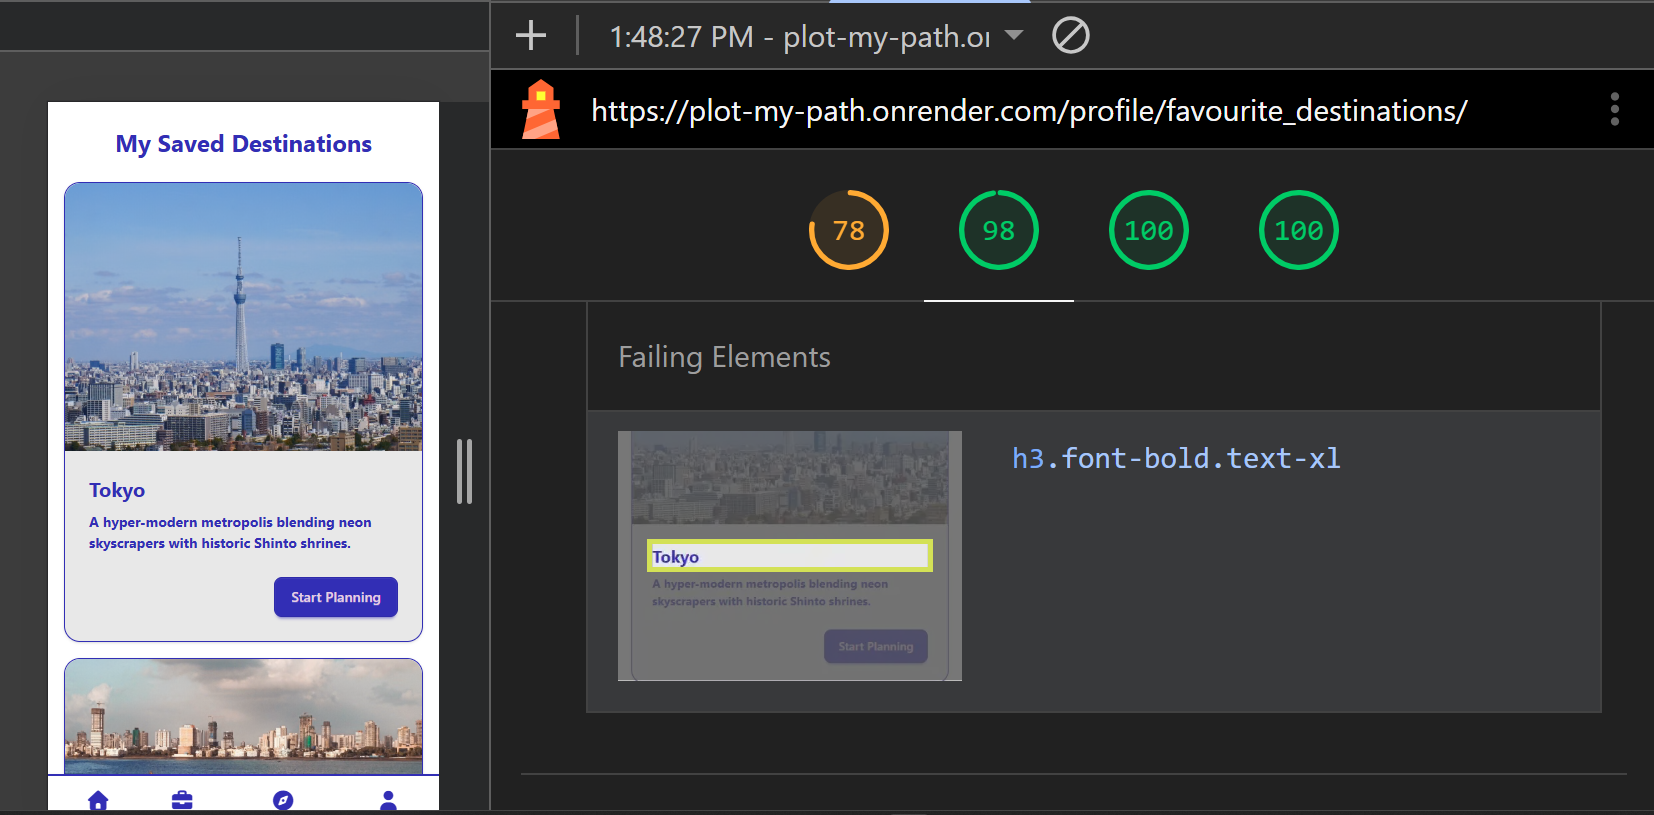 1:48:27 PM - plot-my-path.or
https://plot-my-path.onrender.com/profile/favourite_destinations/
78
98
100
100
My Saved Destinations
Tokyo
A hyper-modern metropolis blending neon
skyscrapers with historic Shinto shrines.
Start Planning
Failing Elements
Tokyo
A hyper-modern metropolis blending neon
skyscrapers with historic Shinto shrines.
Start Planning
h3.font-bold.text-xl